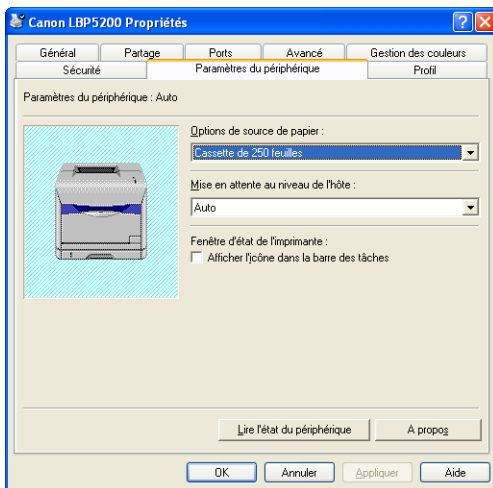 Canon LBP5200 Propriétés
Général Partage Ports Avancé Gestion des couleurs
Sécurité Paramètres du périphérique Profil
Paramètres du périphérique : Auto
Options de source de papier :
Cassette de 250 feuilles
Mise en attente au niveau de l'hôte :
Auto
Fenêtre d'état de l'imprimante :
Afficher l'icône dans la barre des tâches
Lire l'état du périphérique A propos
OK Annuler Appliquer Aide